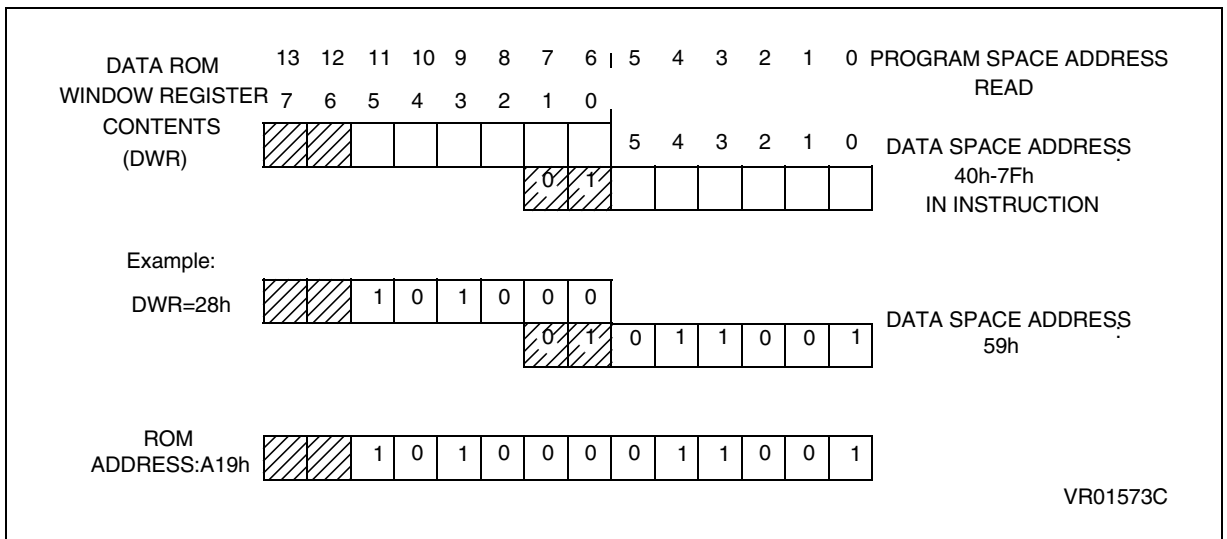 13 12 11 10 9 8 7 6 5 4 3 2 1 0 PROGRAM SPACE ADDRESS
READ
DATA ROM
WINDOW REGISTER 7 6 5 4 3 2 1 0
CONTENTS
(DWR)
5 4 3 2 1 0 DATA SPACE ADDRESS
:
0 1
40h-7Fh
IN INSTRUCTION
Example:
DWR=28h 1 0 1 0 0 0
0 1 0 1 1 0 0 1 DATA SPACE ADDRESS
:
59h
ROM
ADDRESS:A19h 1 0 1 0 0 0 0 1 1 0 0 1
VR01573C